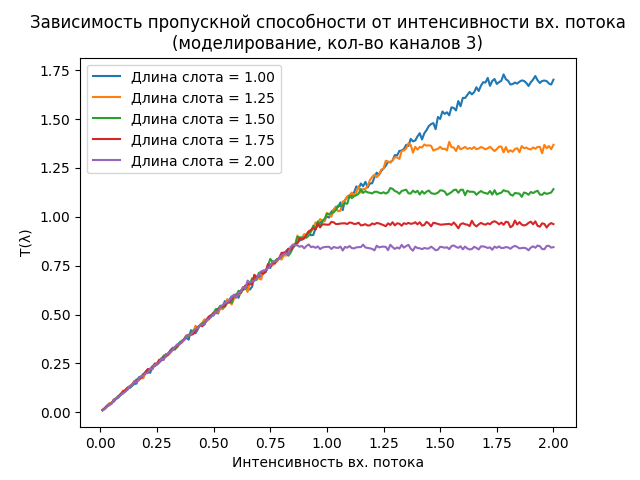 Зависимость пропускной способности от интенсивности вх. потока
(моделирование, кол-во каналов 3)
Длина слота = 1.00
Длина слота = 1.25
Длина слота = 1.50
Длина слота = 1.75
Длина слота = 2.00
T(λ)
1.75
1.50
1.25
1.00
0.75
0.50
0.25
0.00
0.00 0.25 0.50 0.75 1.00 1.25 1.50 1.75 2.00
Интенсивность вх. потока